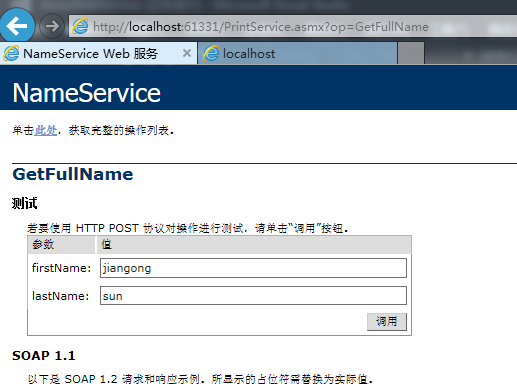 http://localhost:61331/PrintService.asmx?op=GetFullName
NameService Web 服务
localhost
NameService
单击此处，获取完整的操作列表。
GetFullName
测试
若要使用 HTTP POST 协议对操作进行测试，请单击“调用”按钮。
参数 值
firstName: jiangong
lastName: sun
调用
SOAP 1.1
以下是 SOAP 1.2 请求和响应示例。所显示的占位符需替换为实际值。